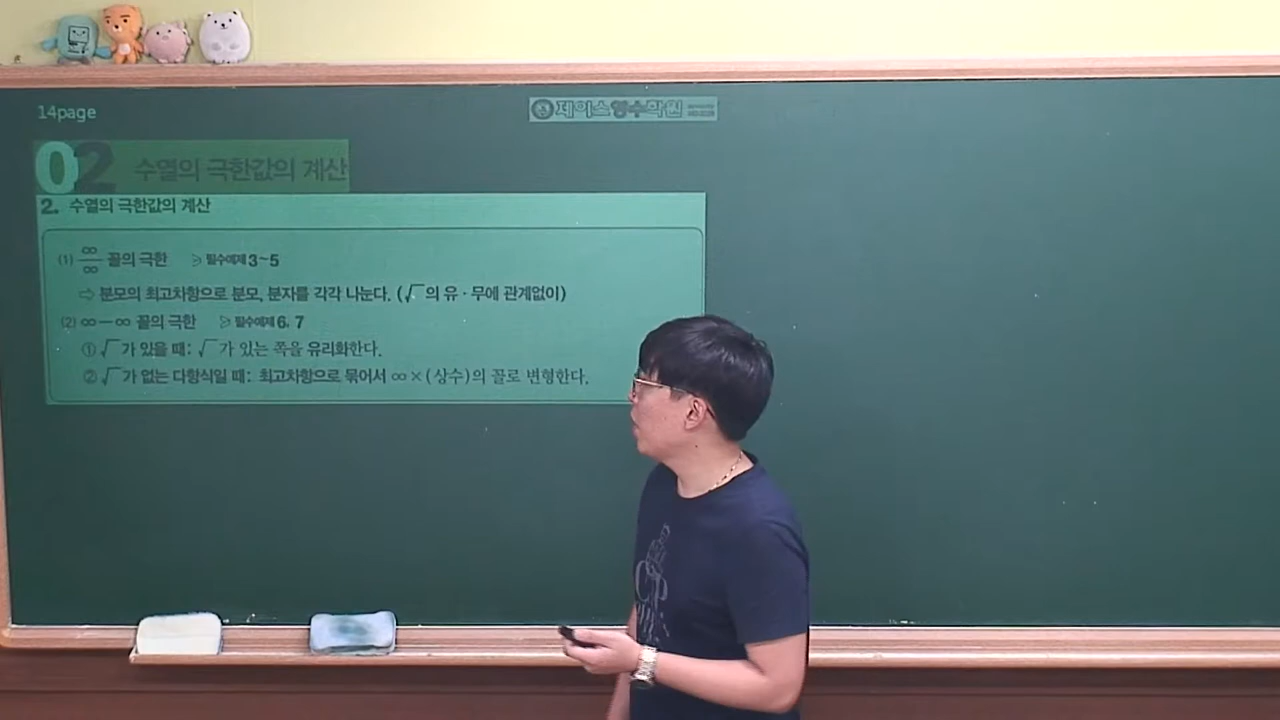 14page
제이스영수학원
02 수열의 극한값의 계산
2. 수열의 극한값의 계산
(1) ∞/∞ 꼴의 극한 ⋗ 필수예제 3~5
⇨ 분모의 최고차항으로 분모, 분자를 각각 나눈다. (√ 의 유·무에 관계없이)
(2) ∞-∞ 꼴의 극한 ⋗ 필수예제 6, 7
① √ 가 있을 때: √ 가 있는 쪽을 유리화한다.
② √ 가 없는 다항식일 때: 최고차항으로 묶어서 ∞×(상수)의 꼴로 변형한다.
CP